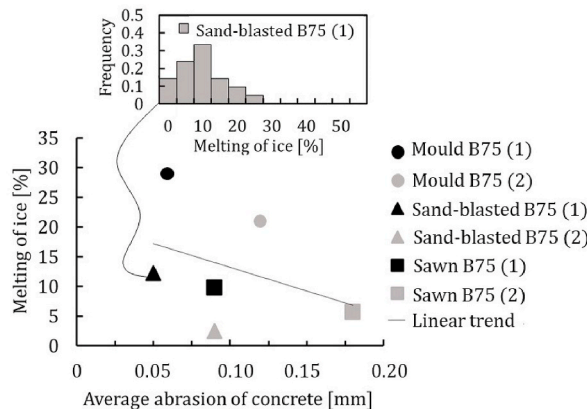 0.5
Sand-blasted B75 (1)
0.4
0.3
0.2
0.1
0.0
Frequency
0 10 20 30 40 50
Melting of ice [%]
35
30
25
20
15
10
5
0
Melting of ice [%]
0.00 0.05 0.10 0.15 0.20
Average abrasion of concrete [mm]
Mould B75 (1)
Mould B75 (2)
Sand-blasted B75 (1)
Sand-blasted B75 (2)
Sawn B75 (1)
Sawn B75 (2)
Linear trend